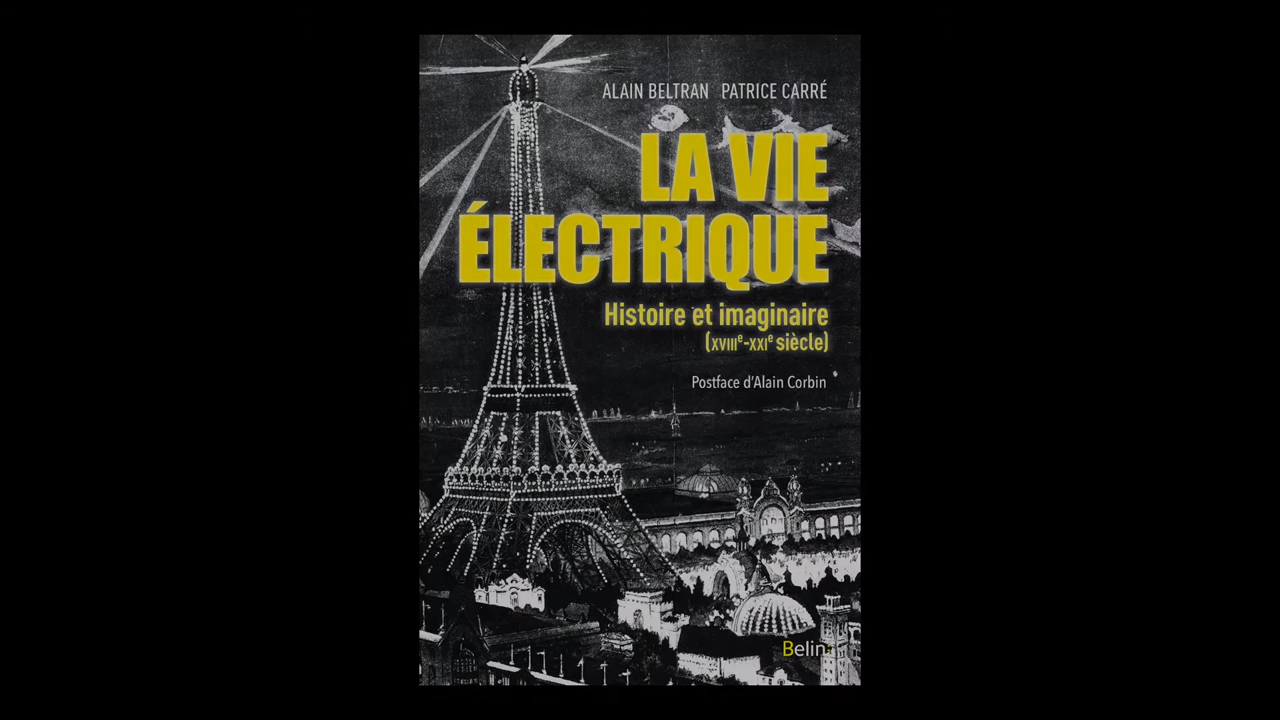 ALAIN BELTRAN PATRICE CARRÉ
LA VIE
ÉLECTRIQUE
Histoire et imaginaire
(XVIIIe-XXIe siècle)
Postface d'Alain Corbin
Belin: